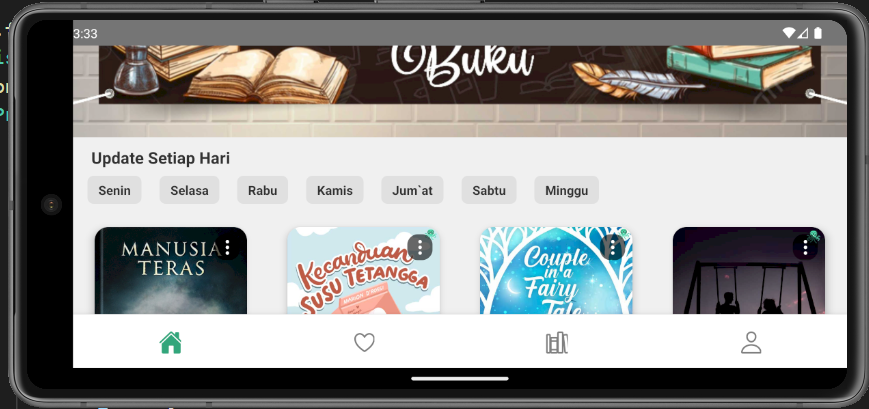 3:33
Buku
Update Setiap Hari
Senin Selasa Rabu Kamis Jum`at Sabtu Minggu
MANUSIA
TERAS
Kecanduan
SUSU TETANGGA
Couple
in a
Fairy
Tale